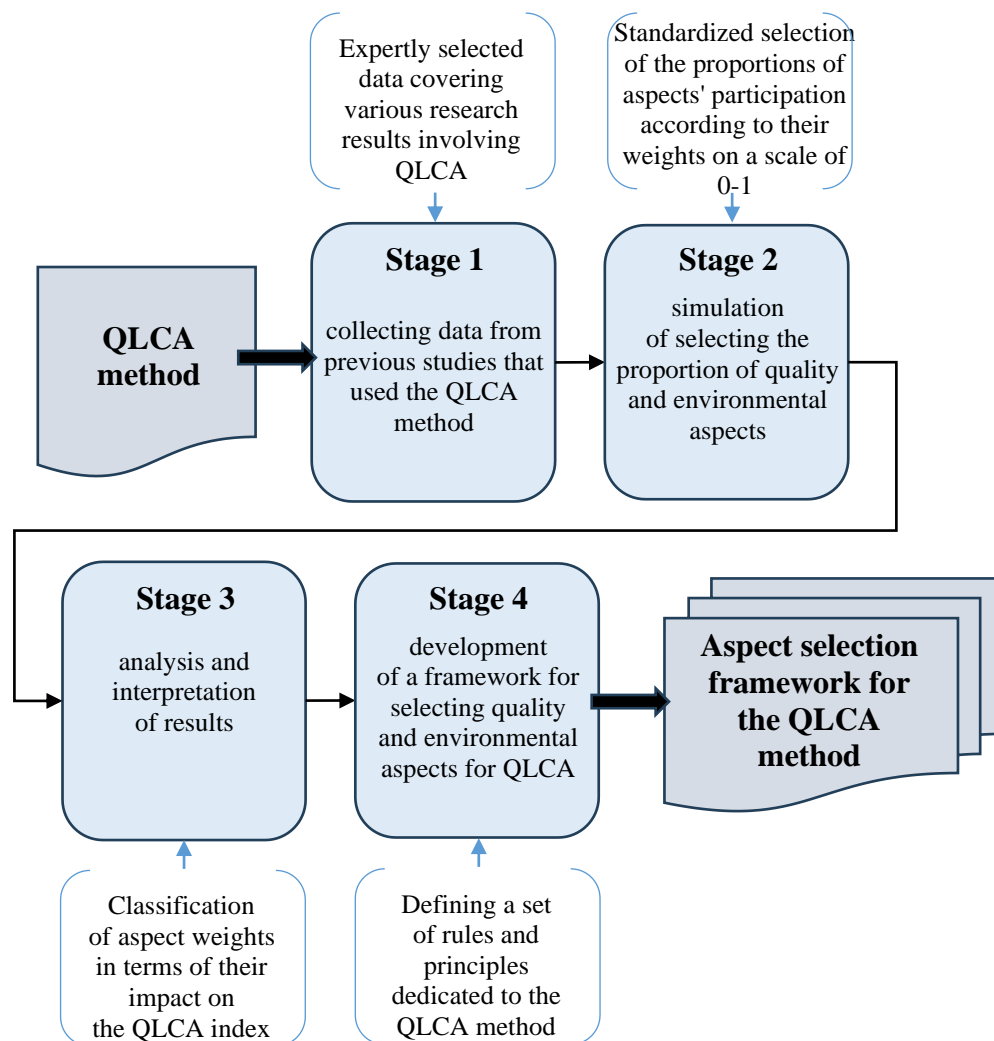 Expertly selected
data covering
various research
results involving
QLCA
Standardized selection
of the proportions of
aspects' participation
according to their
weights on a scale of
0-1
QLCA
method
Stage 1
collecting data from
previous studies that
used the QLCA
method
Stage 2
simulation
of selecting the
proportion of quality
and environmental
aspects
Stage 3
analysis and
interpretation
of results
Stage 4
development
of a framework for
selecting quality
and environmental
aspects for QLCA
Aspect selection
framework for
the QLCA
method
Classification
of aspect weights
in terms of their
impact on
the QLCA index
Defining a set
of rules and
principles
dedicated to the
QLCA method